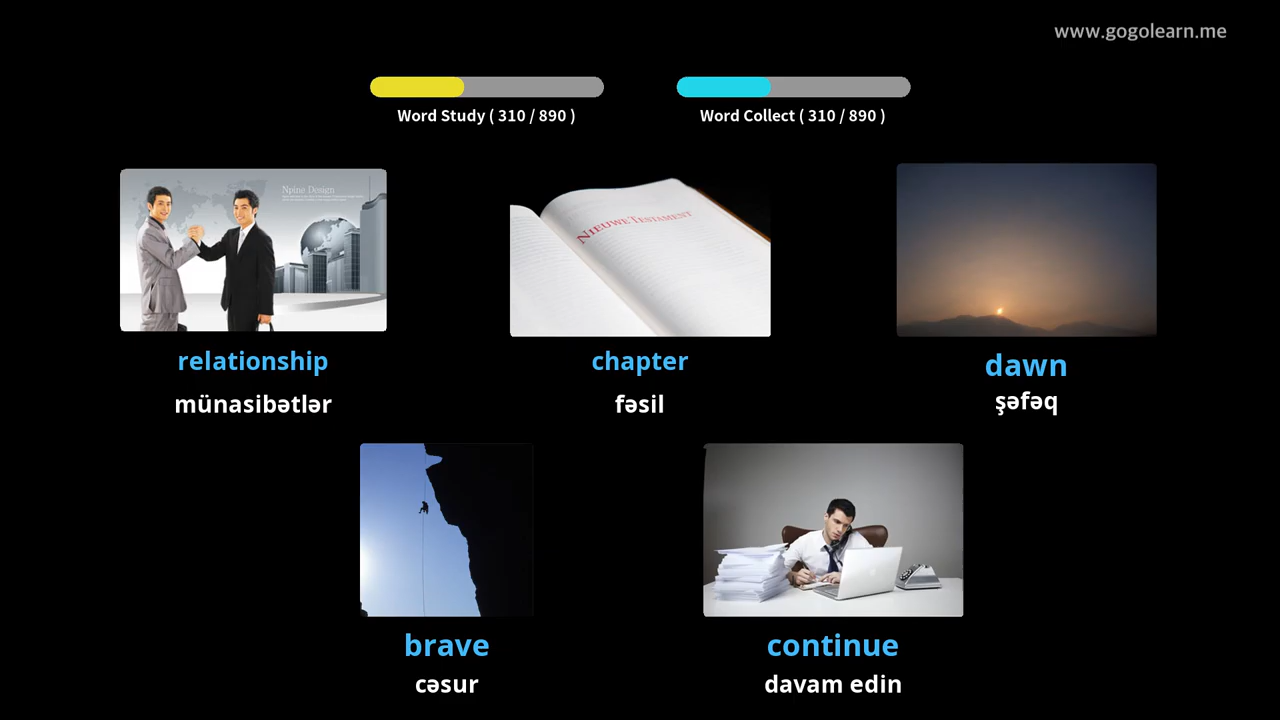 www.gogolearn.me
Word Study ( 310 / 890 )
Word Collect ( 310 / 890 )
Npine Design
NIEUWE TESTAMENT
relationship
chapter
dawn
münasibətlər
fəsil
şəfəq
brave
continue
cəsur
davam edin